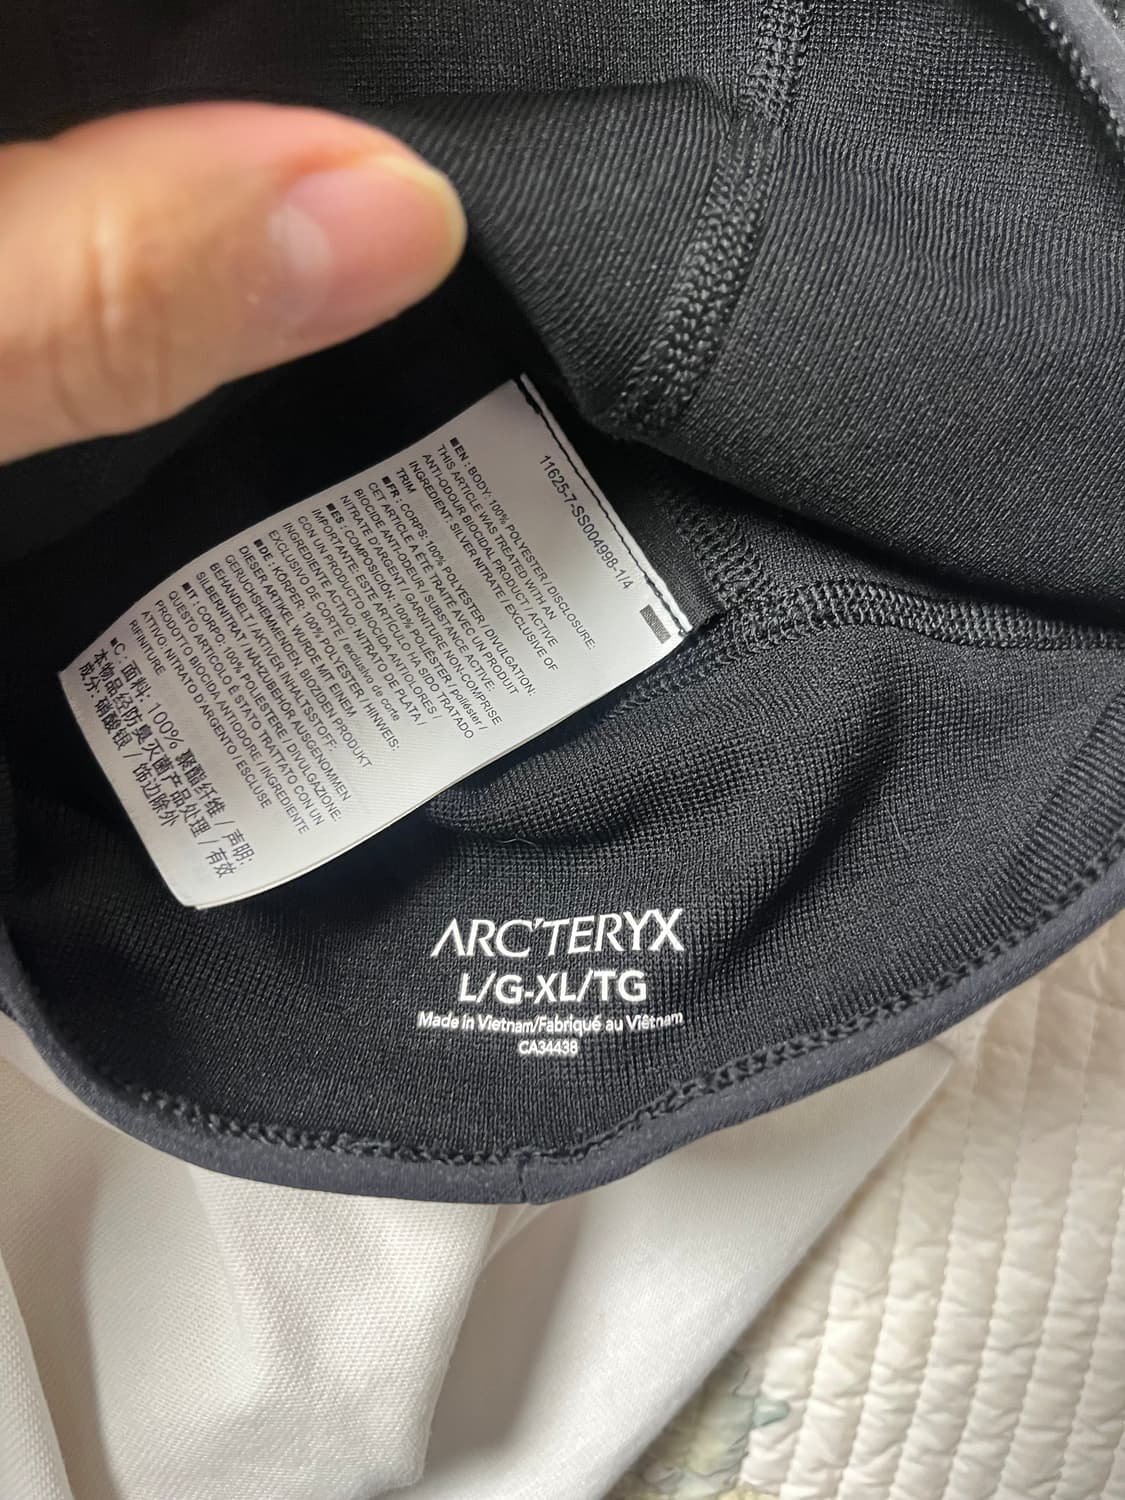 11625-7-SS004998-1/4
■EN: BODY: 100% POLYESTER / DISCLOSURE:
THIS ARTICLE WAS TREATED WITH AN
ANTI-ODOUR BIOCIDAL PRODUCT / ACTIVE
INGREDIENT: SILVER NITRATE / EXCLUSIVE OF
TRIM
■FR: CORPS: 100% POLYESTER / DIVULGATION:
CET ARTICLE A ÉTÉ TRAITÉ AVEC UN PRODUIT
BIOCIDE ANTI-ODEUR / SUBSTANCE ACTIVE:
NITRATE D'ARGENT / GARNITURE NON COMPRISE
■ES: COMPOSICIÓN: 100% POLIÉSTER / poliéster /
IMPORTANTE: ESTE ARTÍCULO HA SIDO TRATADO
CON UN PRODUCTO BIOCIDA ANTIOLORES /
INGREDIENTE ACTIVO: NITRATO DE PLATA /
EXCLUSIVO DE CORTE / exclusivo de corte
■DE: KÖRPER: 100% POLYESTER / HINWEIS:
DIESER ARTIKEL WURDE MIT EINEM
GERUCHSHEMMENDEN BIOZIDEN PRODUKT
BEHANDELT / AKTIVER INHALTSSTOFF:
SILBERNITRAT / NÄHZUBEHÖR AUSGENOMMEN
■IT: CORPO: 100% POLIESTERE / DIVULGAZIONE:
QUESTO ARTICOLO È STATO TRATTATO CON UN
PRODOTTO BIOCIDA ANTIODORE / INGREDIENTE
ATTIVO: NITRATO D'ARGENTO / ESCLUSE
RIFINITURE
■C: 面料: 100% 聚酯纤维 / 声明:
本物品经防臭灭菌产品处理 / 有效
成分: 硝酸银 / 饰边除外
ARC'TERYX
L/G-XL/TG
Made in Vietnam/Fabriqué au Viêtnam
CA34438